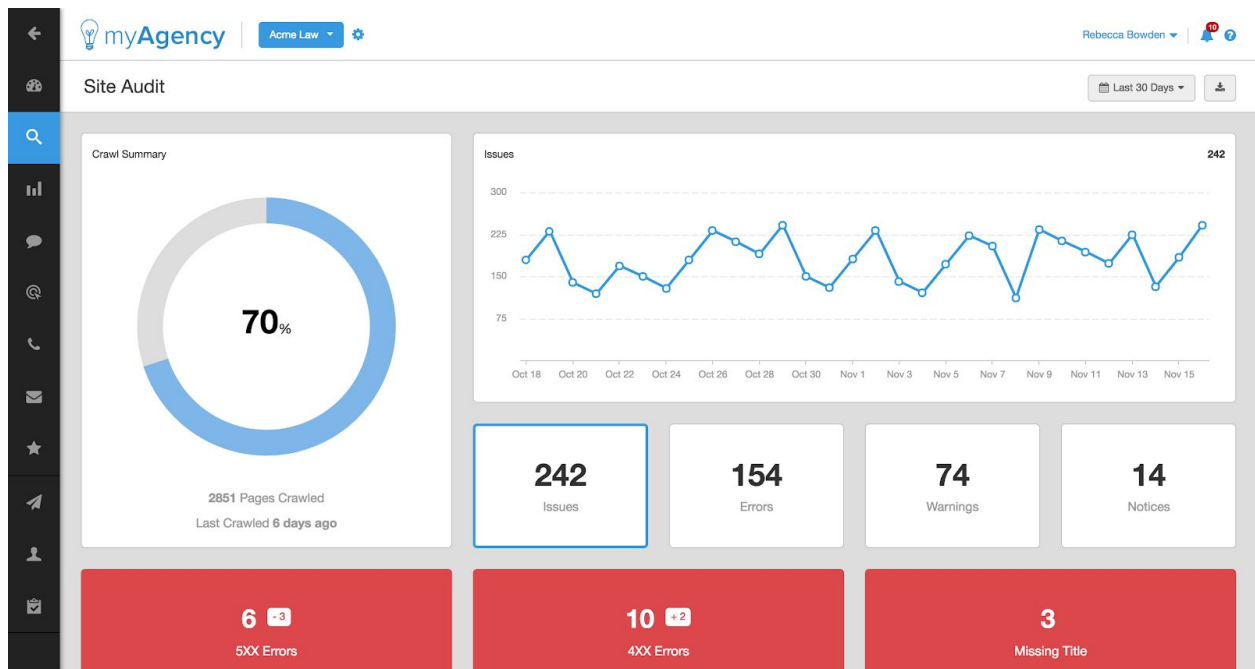 myAgency
Acme Law
Rebecca Bowden
10
?
Site Audit
Last 30 Days
Crawl Summary
70%
2851 Pages Crawled
Last Crawled 6 days ago
Issues
242
300
225
150
75
Oct 18 Oct 20 Oct 22 Oct 24 Oct 26 Oct 28 Oct 30 Nov 1 Nov 3 Nov 5 Nov 7 Nov 9 Nov 11 Nov 13 Nov 15
242
Issues
154
Errors
74
Warnings
14
Notices
6 - 3
5XX Errors
10 + 2
4XX Errors
3
Missing Title